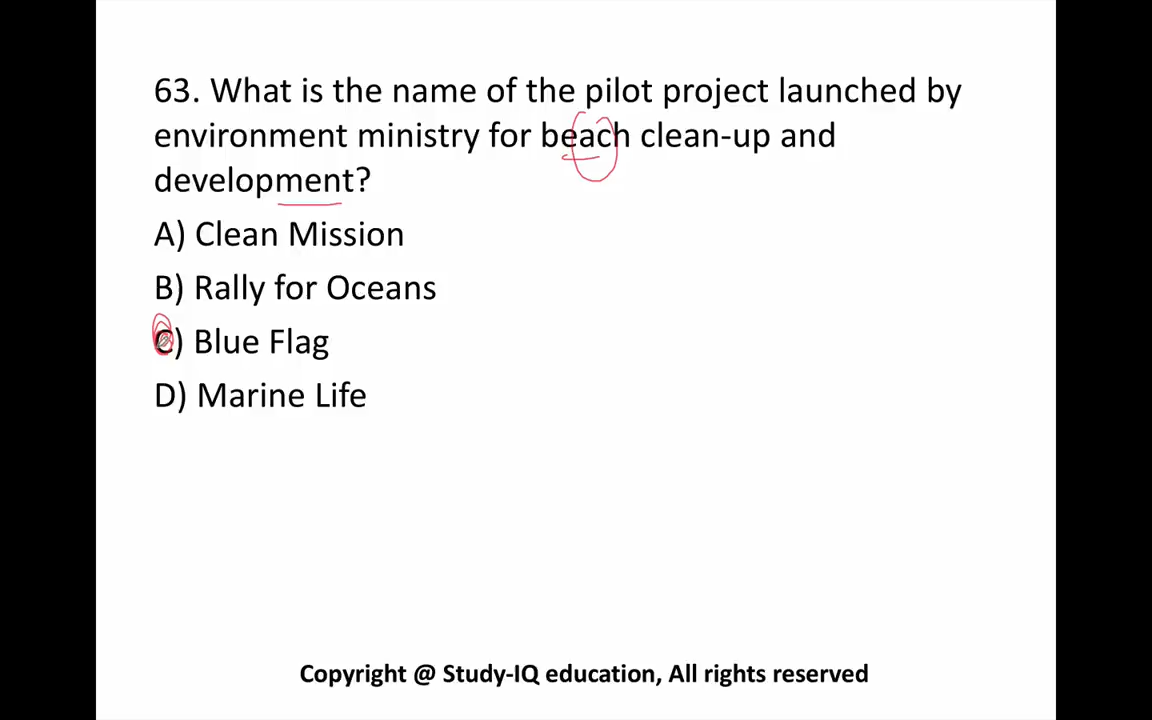 63. What is the name of the pilot project launched by
environment ministry for beach clean-up and
development?
A) Clean Mission
B) Rally for Oceans
C) Blue Flag
D) Marine Life
Copyright @ Study-IQ education, All rights reserved